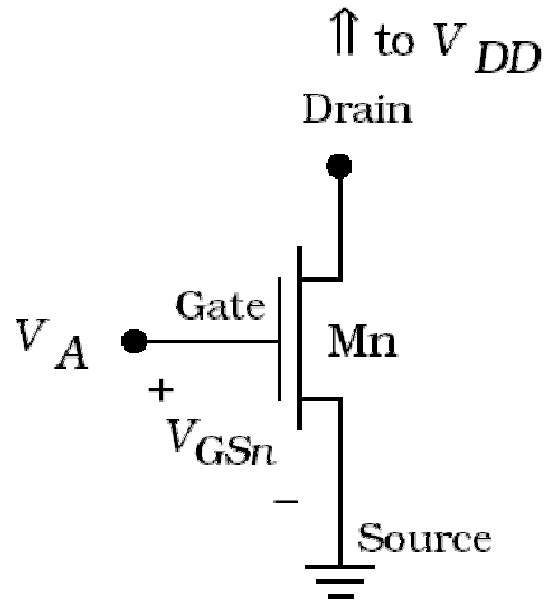 ⇑ to V DD
Drain
Gate
V A
Mn
+
V GSn
−
Source